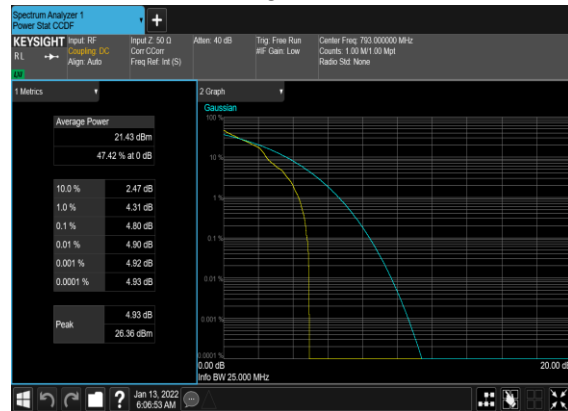 Spectrum Analyzer 1
Power Stat CCDF
+
KEYSIGHT
RL
LXI
Input: RF
Coupling: DC
Align: Auto
Input Z: 50 Ω
Corr CCorr
Freq Ref: Int (S)
Atten: 40 dB
Trig: Free Run
#IF Gain: Low
Center Freq: 793.000000 MHz
Counts: 1.00 M/1.00 Mpt
Radio Std: None
1 Metrics
Average Power
21.43 dBm
47.42 % at 0 dB
10.0 % 2.47 dB
1.0 % 4.31 dB
0.1 % 4.80 dB
0.01 % 4.90 dB
0.001 % 4.92 dB
0.0001 % 4.93 dB
Peak
4.93 dB
26.36 dBm
2 Graph
Gaussian
100 %
10 %
1 %
0.1 %
0.01 %
0.001 %
0.0001 %
0.00 dB 20.00 dB
Info BW 25.000 MHz
?
Jan 13, 2022
6:06:53 AM